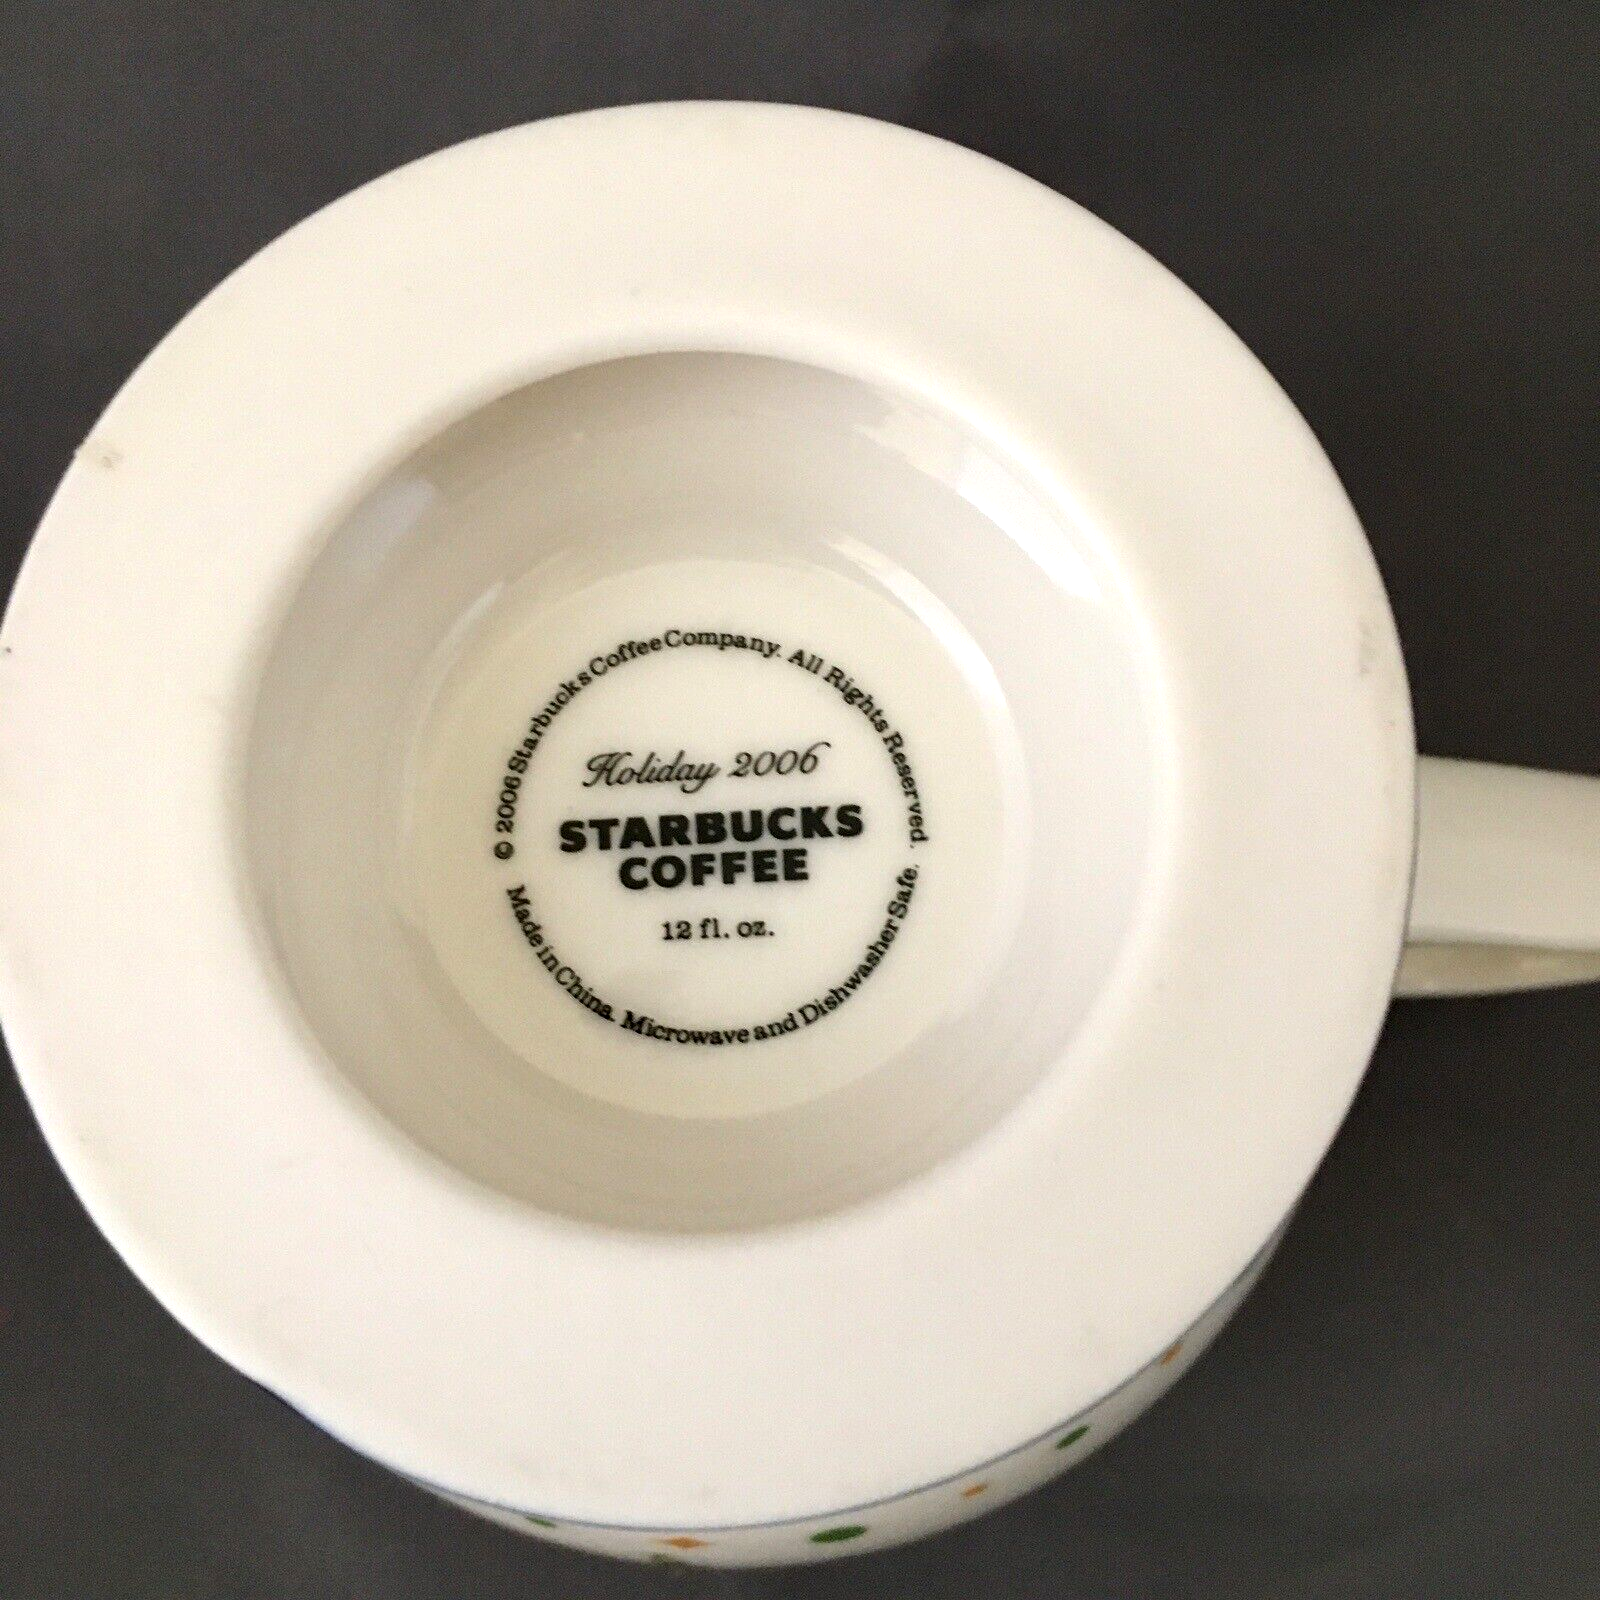 © 2006 Starbucks Coffee Company. All Rights Reserved.
Holiday 2006
STARBUCKS
COFFEE
12 fl. oz.
Made in China. Microwave and Dishwasher Safe.